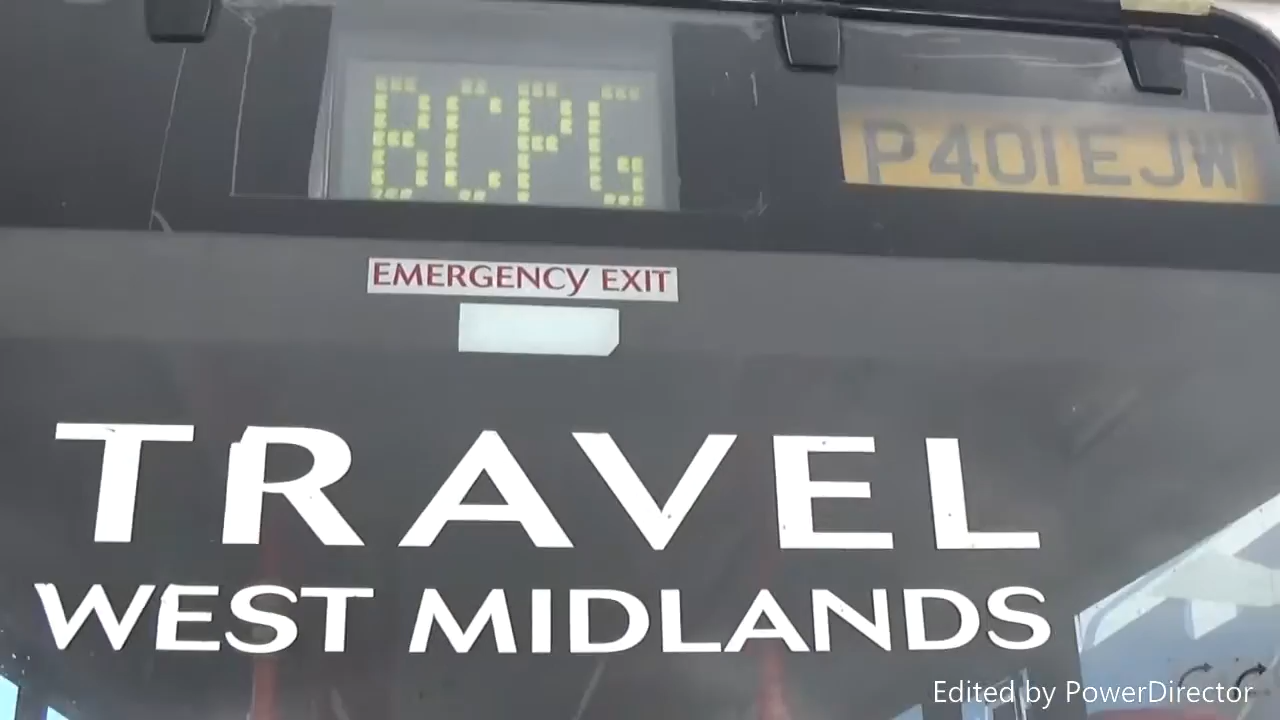 BCPG
P401EJW
EMERGENCY EXIT
TRAVEL
WEST MIDLANDS
Edited by PowerDirector